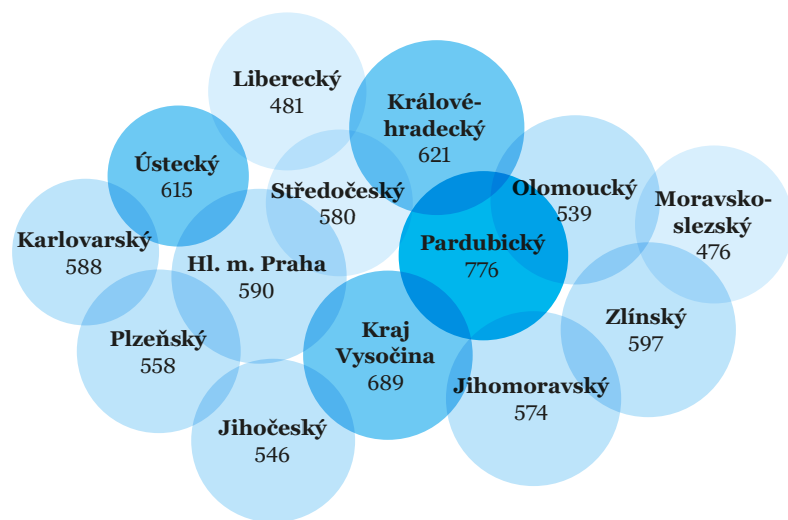 Liberecký
481
Králové-
hradecký
621
Ústecký
615
Středočeský
580
Olomoucký
539
Moravsko-
slezský
476
Karlovarský
588
Hl. m. Praha
590
Pardubický
776
Plzeňský
558
Kraj
Vysočina
689
Zlínský
597
Jihomoravský
574
Jihočeský
546